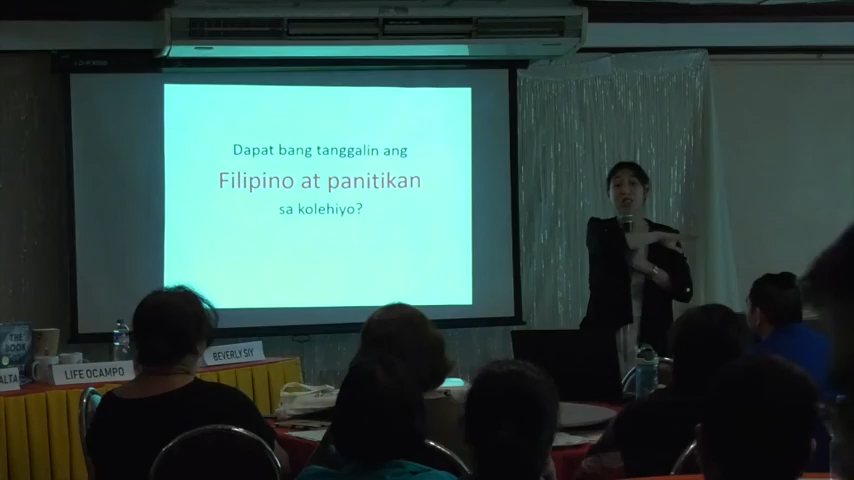 Dapat bang tanggalin ang
Filipino at panitikan
sa kolehiyo?
THE
BOOK
ALTA
LIFE OCAMPO
BEVERLY SIY